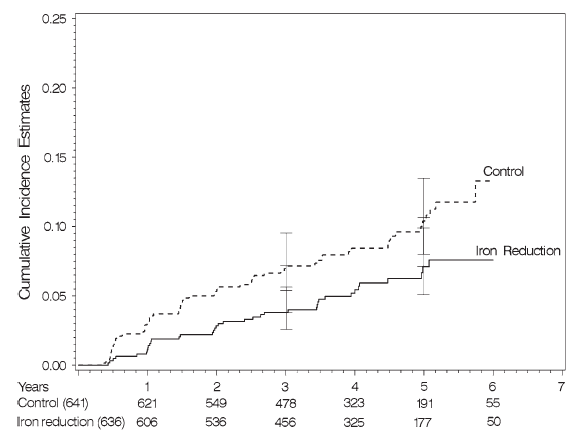 0.25
0.20
Cumulative Incidence Estimates
0.15
Control
0.10
Iron Reduction
0.05
0.00
Years 1 2 3 4 5 6 7
Control (641) 621 549 478 323 191 55
Iron reduction (636) 606 536 456 325 177 50